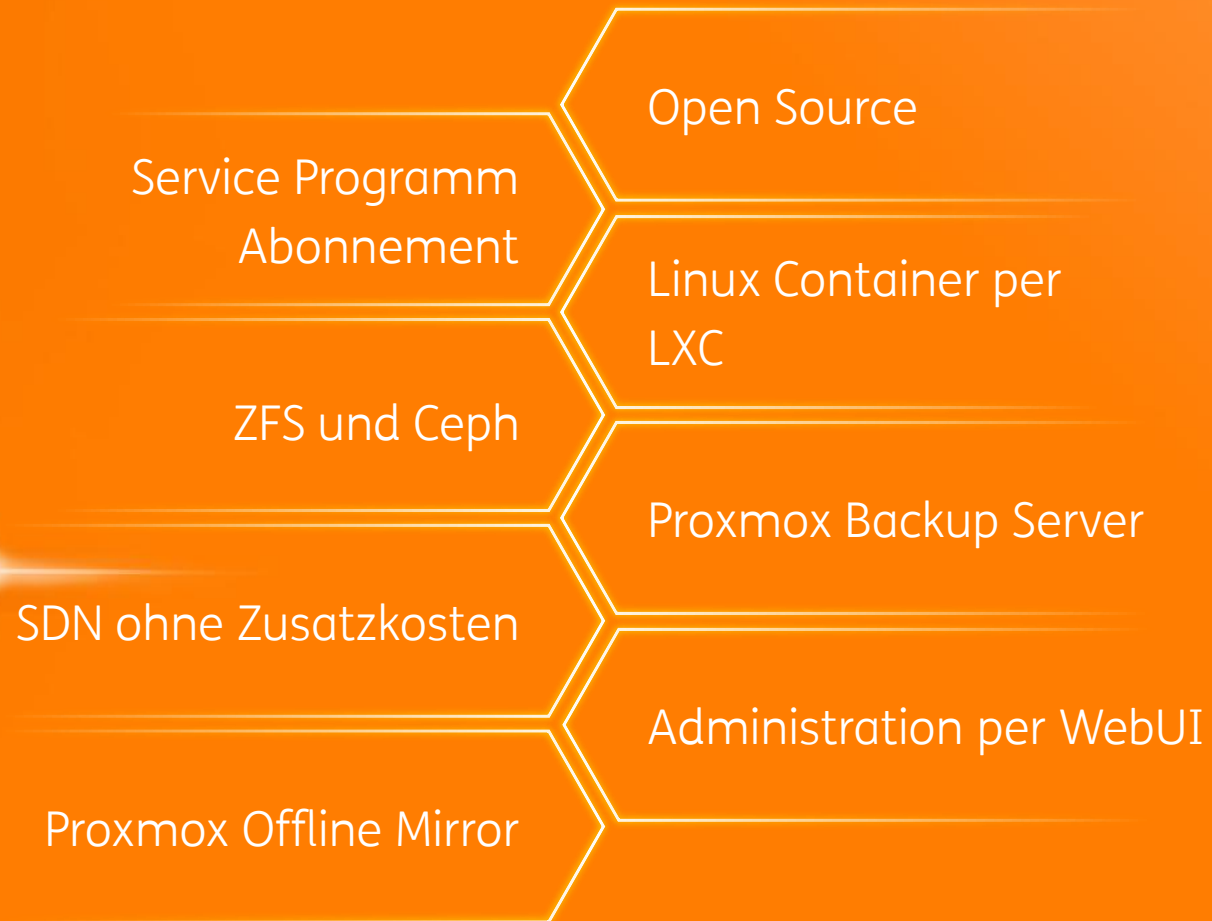 Open Source
Service Programm
Abonnement
Linux Container per
LXC
ZFS und Ceph
Proxmox Backup Server
SDN ohne Zusatzkosten
Administration per WebUI
Proxmox Offline Mirror